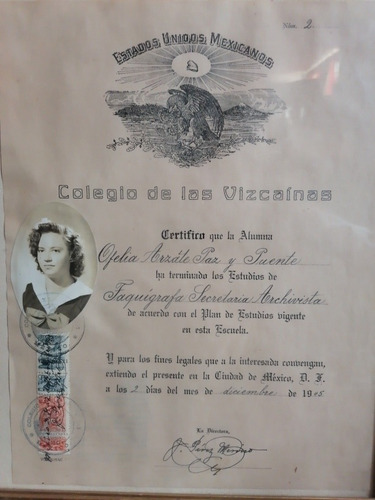 Núm. 2
ESTADOS UNIDOS MEXICANOS
Colegio de las Vizcaínas
Certifico que la Alumna
Ofelia Arzáte Paz y Puente
ha terminado los Estudios de
Taquígrafa Secretaria Archivista
de acuerdo con el Plan de Estudios vigente
en esta Escuela.
Y para los fines legales que a la interesada convengan,
extiendo el presente en la Ciudad de México, D. F.
a los 2 días del mes de diciembre de 1945
La Directora,